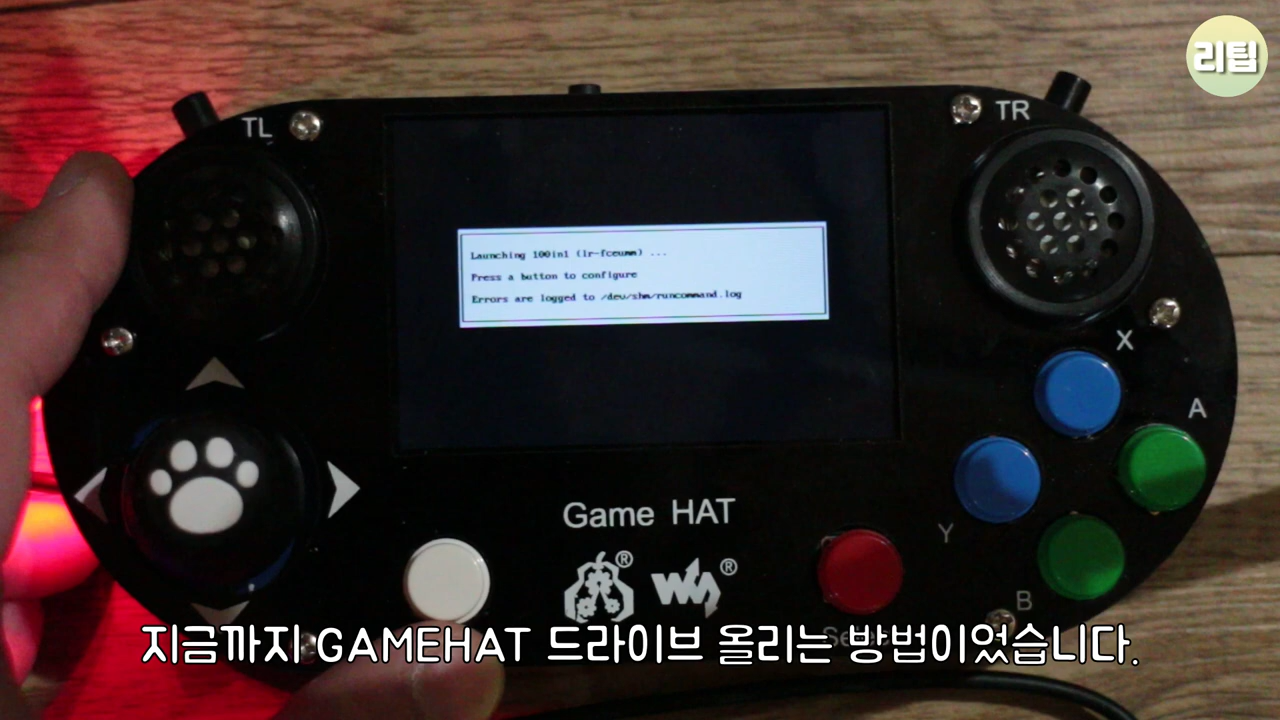 리팁
TL
TR
Launching 100in1 (lr-fceumm) ...
Press a button to configure
Errors are logged to /dev/shm/runcommand.log
X
A
Game HAT
Y
®
®
B
지금까지 GAMEHAT 드라이브 올리는 방법이었습니다.